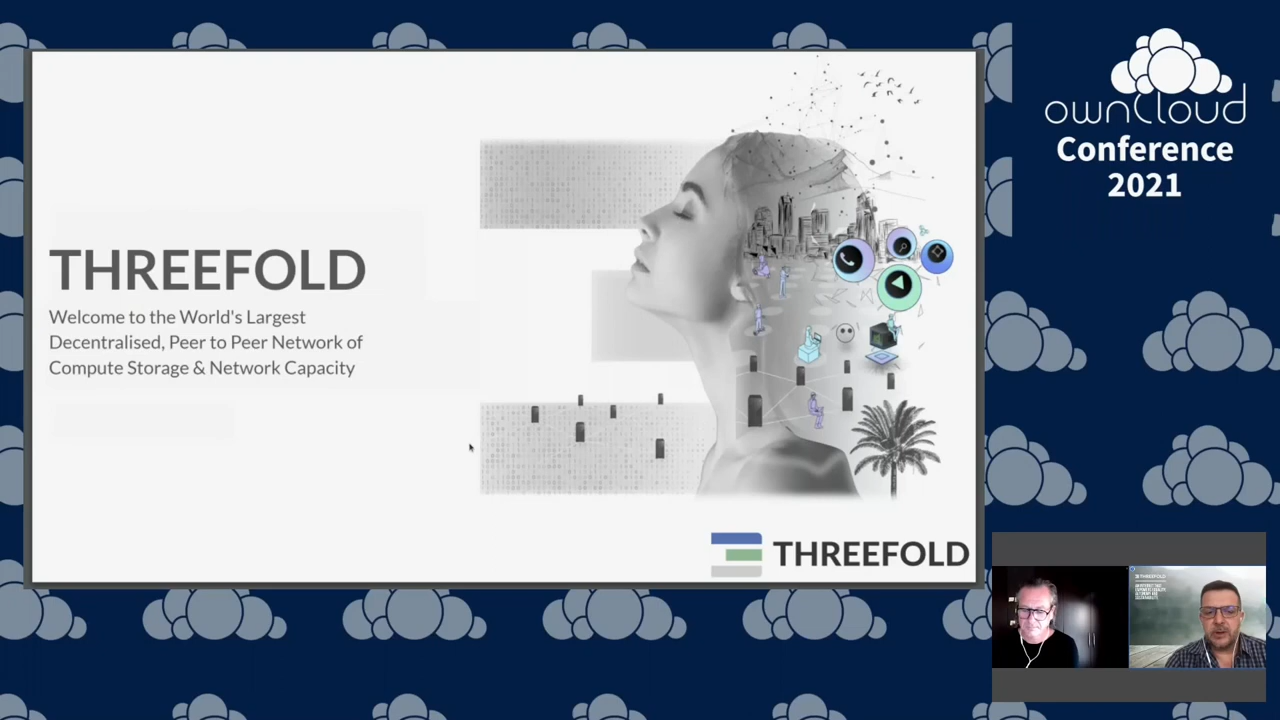 THREEFOLD
Welcome to the World's Largest
Decentralised, Peer to Peer Network of
Compute Storage & Network Capacity
THREEFOLD
ownCloud
Conference
2021
THREEFOLD